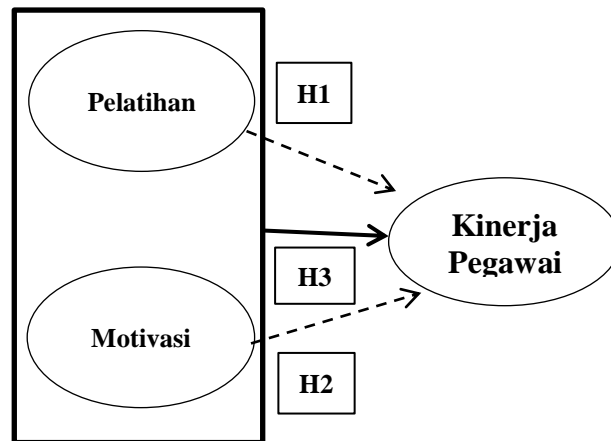 Pelatihan
H1
Kinerja
Pegawai
H3
Motivasi
H2